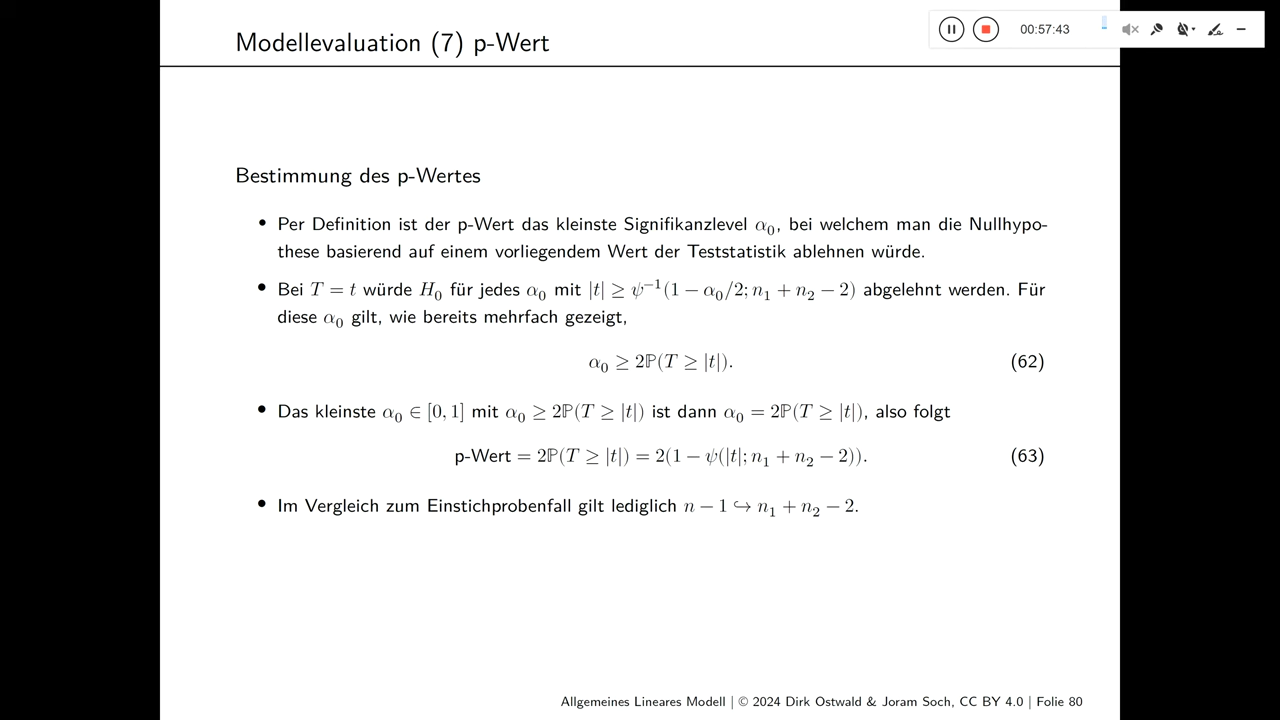 Modellevaluation (7) p-Wert
00:57:43
Bestimmung des p-Wertes
• Per Definition ist der p-Wert das kleinste Signifikanzlevel α₀, bei welchem man die Nullhypo-
these basierend auf einem vorliegendem Wert der Teststatistik ablehnen würde.
• Bei T = t würde H₀ für jedes α₀ mit |t| ≥ ψ⁻¹(1 − α₀/2; n₁ + n₂ − 2) abgelehnt werden. Für
diese α₀ gilt, wie bereits mehrfach gezeigt,
α₀ ≥ 2ℙ(T ≥ |t|). (62)
• Das kleinste α₀ ∈ [0, 1] mit α₀ ≥ 2ℙ(T ≥ |t|) ist dann α₀ = 2ℙ(T ≥ |t|), also folgt
p-Wert = 2ℙ(T ≥ |t|) = 2(1 − ψ(|t|; n₁ + n₂ − 2)). (63)
• Im Vergleich zum Einstichprobenfall gilt lediglich n − 1 ↪ n₁ + n₂ − 2.
Allgemeines Lineares Modell | © 2024 Dirk Ostwald & Joram Soch, CC BY 4.0 | Folie 80